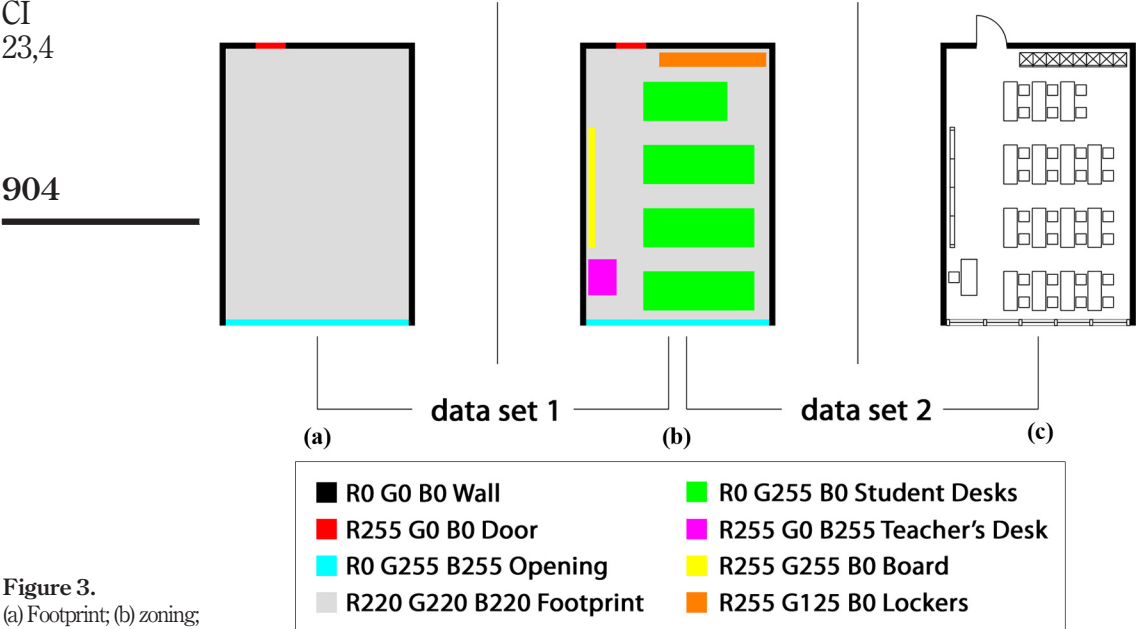 CI
23,4
904
data set 1
data set 2
(a)
(b)
(c)
R0 G0 B0 Wall
R255 G0 B0 Door
R0 G255 B255 Opening
R220 G220 B220 Footprint
R0 G255 B0 Student Desks
R255 G0 B255 Teacher's Desk
R255 G255 B0 Board
R255 G125 B0 Lockers
Figure 3.
(a) Footprint; (b) zoning;